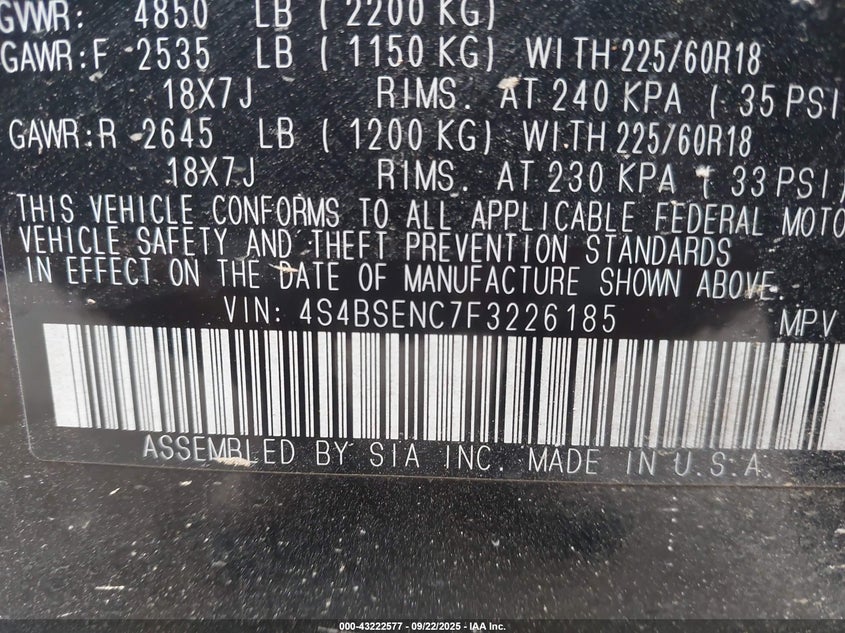 GVWR: 4850 LB ( 2200 KG)
GAWR:F 2535 LB ( 1150 KG) WITH 225/60R18
18X7J RIMS. AT 240 KPA ( 35 PSI
GAWR:R 2645 LB ( 1200 KG) WITH 225/60R18
18X7J RIMS. AT 230 KPA ( 33 PSI)
THIS VEHICLE CONFORMS TO ALL APPLICABLE FEDERAL MOTO
VEHICLE SAFETY AND THEFT PREVENTION STANDARDS
IN EFFECT ON THE DATE OF MANUFACTURE SHOWN ABOVE.
VIN: 4S4BSENC7F3226185 MPV
ASSEMBLED BY SIA INC. MADE IN U.S.A.
000-43222577 - 09/22/2025 - IAA Inc.